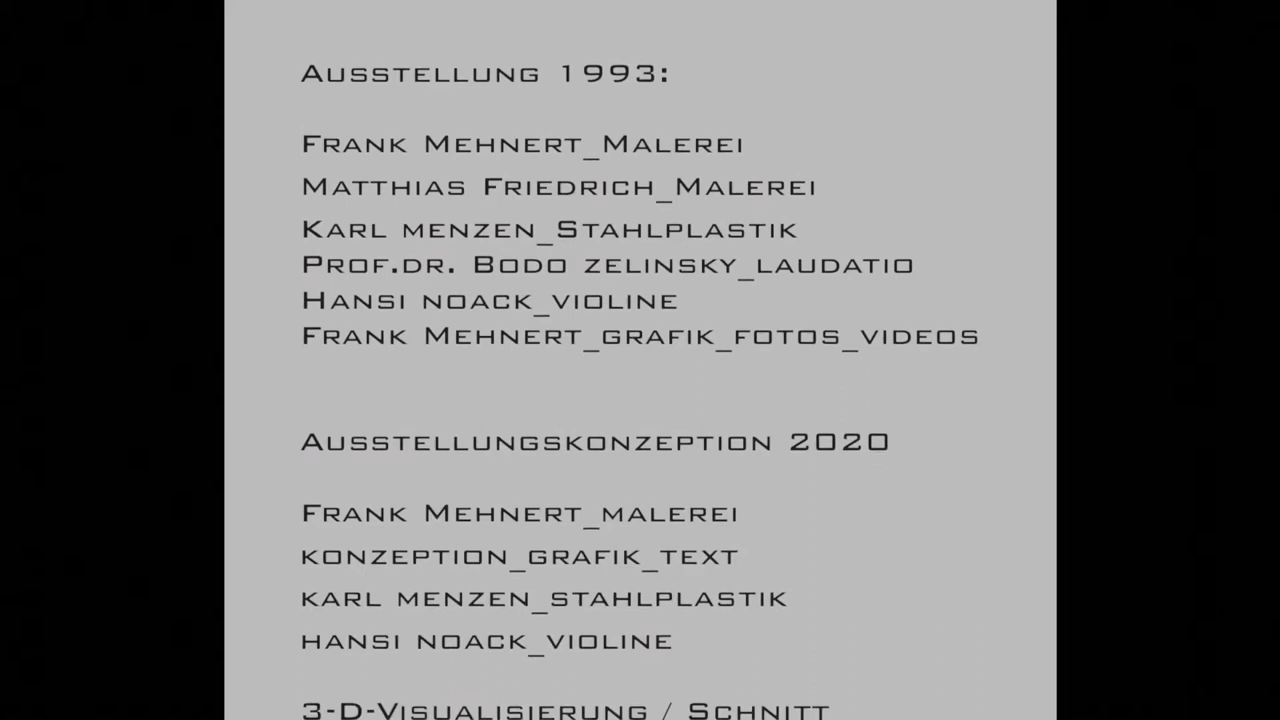 Ausstellung 1993:
Frank Mehnert_Malerei
Matthias Friedrich_Malerei
Karl menzen_Stahlplastik
Prof.dr. Bodo zelinsky_laudatio
Hansi noack_violine
Frank Mehnert_grafik_fotos_videos
Ausstellungskonzeption 2020
Frank Mehnert_malerei
konzeption_grafik_text
karl menzen_stahlplastik
hansi noack_violine
3-D-Visualisierung / Schnitt